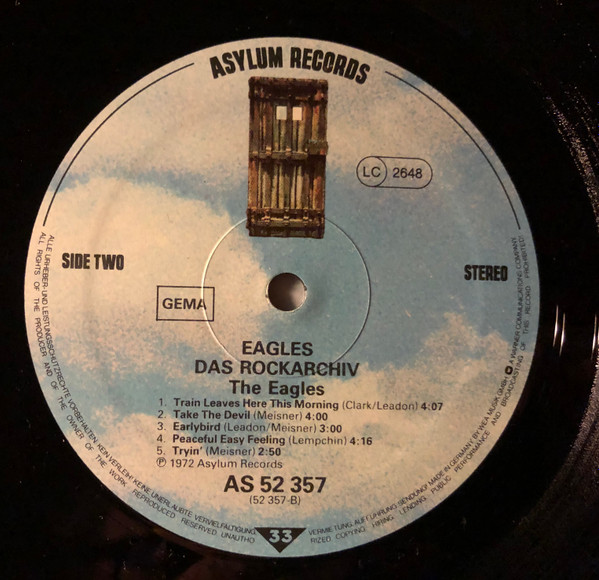 ASYLUM RECORDS
LC 2648
SIDE TWO
STEREO
GEMA
EAGLES
DAS ROCKARCHIV
The Eagles
1. Train Leaves Here This Morning (Clark/Leadon) 4:07
2. Take The Devil (Meisner) 4:00
3. Earlybird (Leadon/Meisner) 3:00
4. Peaceful Easy Feeling (Lempchin) 4:16
5. Tryin' (Meisner) 2:50
℗ 1972 Asylum Records
AS 52 357
(52 357-B)
33
ALLE URHEBER- UND LEISTUNGSSCHUTZRECHTE VORBEHALTEN. KEIN VERLEIH! KEINE UNERLAUBTE VERVIELFÄLTIGUNG, VERMIETUNG, AUFFÜHRUNG, SENDUNG! MADE IN GERMANY, BY WEA MUSIK GMBH A WARNER COMMUNICATIONS COMPANY
ALL RIGHTS OF THE PRODUCER AND OF THE OWNER OF THE WORK REPRODUCED RESERVED. UNAUTHORIZED COPYING, HIRING, LENDING, PUBLIC PERFORMANCE AND BROADCASTING OF THIS RECORD PROHIBITED